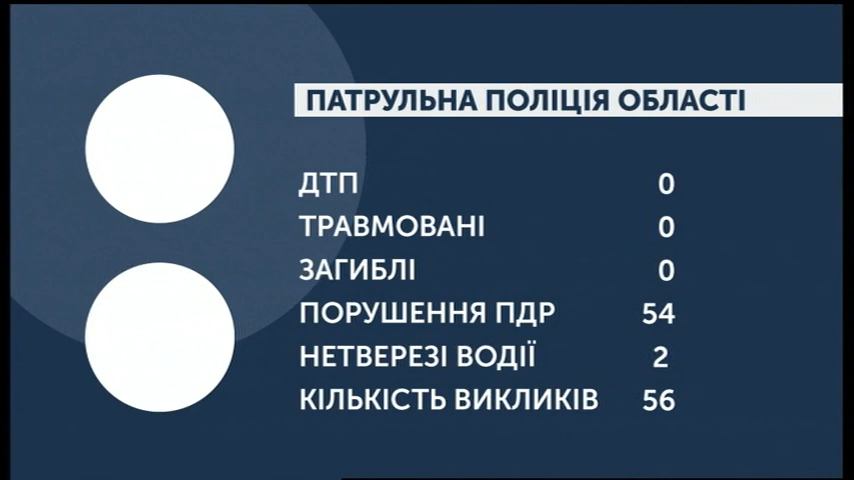 ПАТРУЛЬНА ПОЛІЦІЯ ОБЛАСТІ
ДТП 0
ТРАВМОВАНІ 0
ЗАГИБЛІ 0
ПОРУШЕННЯ ПДР 54
НЕТВЕРЕЗІ ВОДІЇ 2
КІЛЬКІСТЬ ВИКЛИКІВ 56